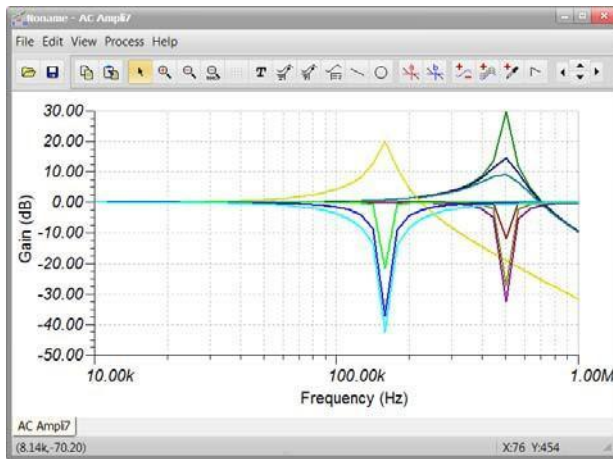 Noname - AC Ampli7
File Edit View Process Help
T
30.00
20.00
10.00
0.00
-10.00
-20.00
-30.00
-40.00
-50.00
Gain (dB)
10.00k 100.00k 1.00M
Frequency (Hz)
AC Ampli7
(8.14k,-70.20) X:76 Y:454